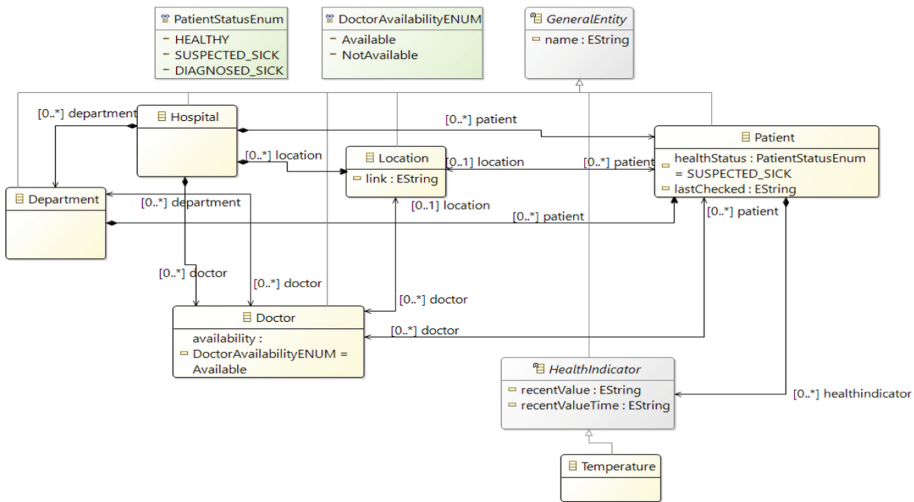 PatientStatusEnum
HEALTHY
SUSPECTED_SICK
DIAGNOSED_SICK
DoctorAvailabilityENUM
Available
NotAvailable
GeneralEntity
name : EString
[0..*] department
Hospital
[0..*] patient
[0..*] location
Location
link : EString
[0..1] location
[0..*] patient
Patient
healthStatus : PatientStatusEnum
= SUSPECTED_SICK
lastChecked : EString
Department
[0..*] department
[0..1] location
[0..*] patient
[0..*] patient
[0..*] doctor
[0..*] doctor
[0..*] doctor
[0..*] doctor
Doctor
availability :
DoctorAvailabilityENUM =
Available
HealthIndicator
recentValue : EString
recentValueTime : EString
[0..*] healthindicator
Temperature